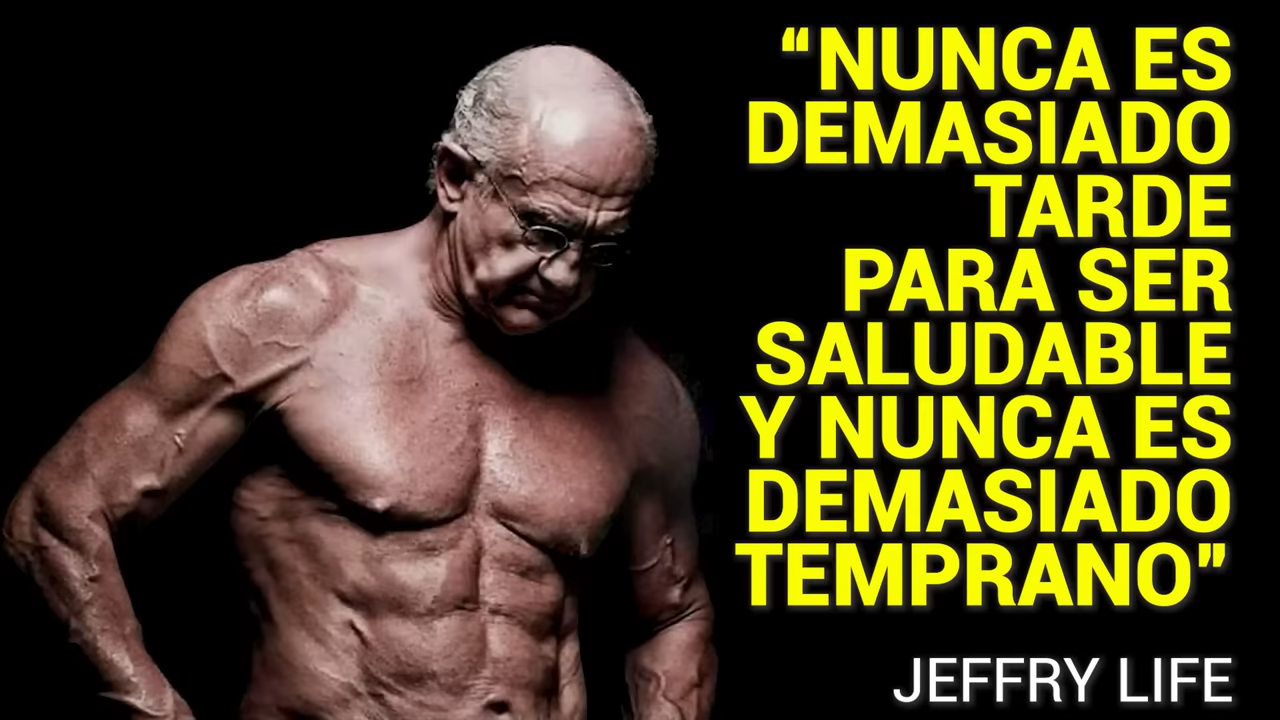 “NUNCA ES
DEMASIADO
TARDE
PARA SER
SALUDABLE
Y NUNCA ES
DEMASIADO
TEMPRANO"
JEFFRY LIFE